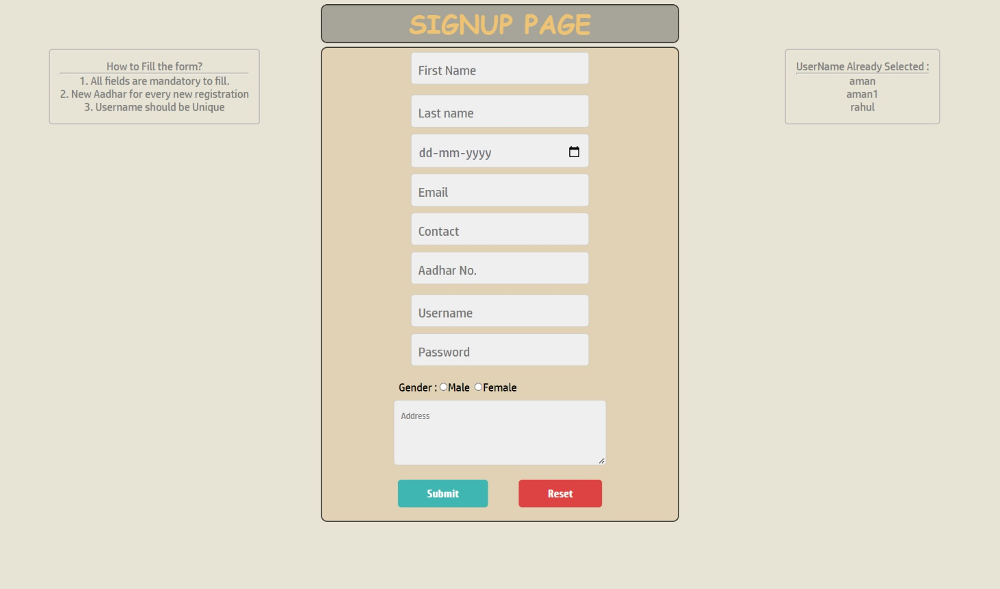 SIGNUP PAGE
How to Fill the form?
1. All fields are mandatory to fill.
2. New Aadhar for every new registration
3. Username should be Unique
First Name
Last name
dd-mm-yyyy
Email
Contact
Aadhar No.
Username
Password
Gender : Male Female
Address
Submit Reset
UserName Already Selected :
aman
aman1
rahul